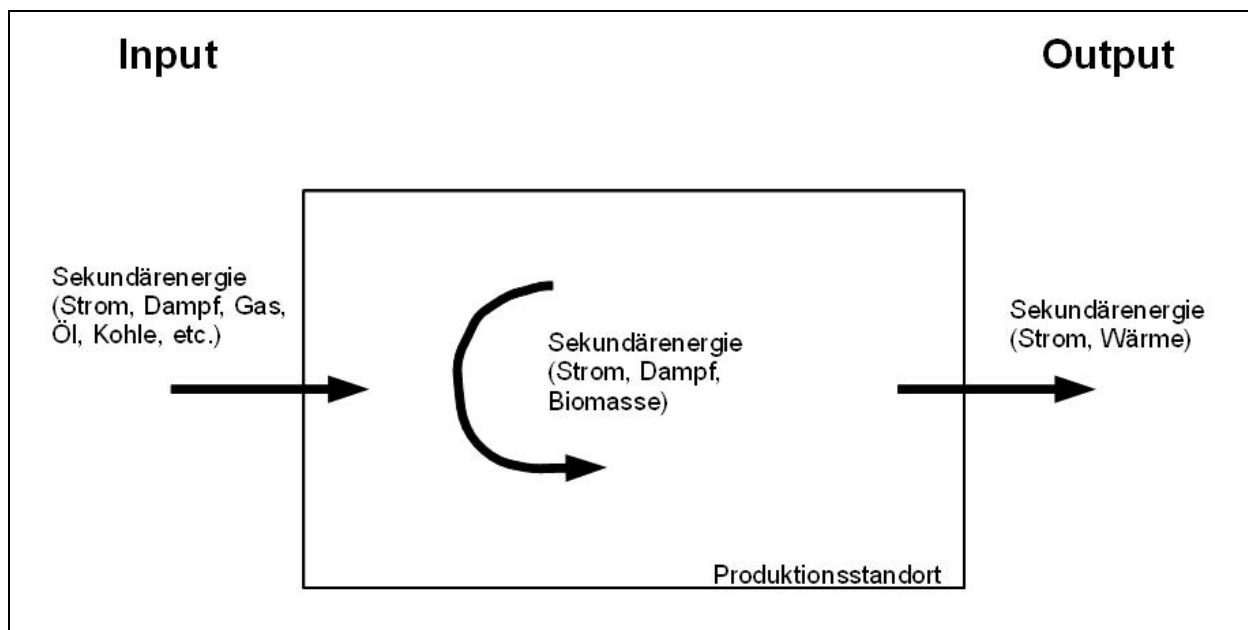 Input
Output
Sekundärenergie
(Strom, Dampf, Gas,
Öl, Kohle, etc.)
Sekundärenergie
(Strom, Dampf,
Biomasse)
Sekundärenergie
(Strom, Wärme)
Produktionsstandort